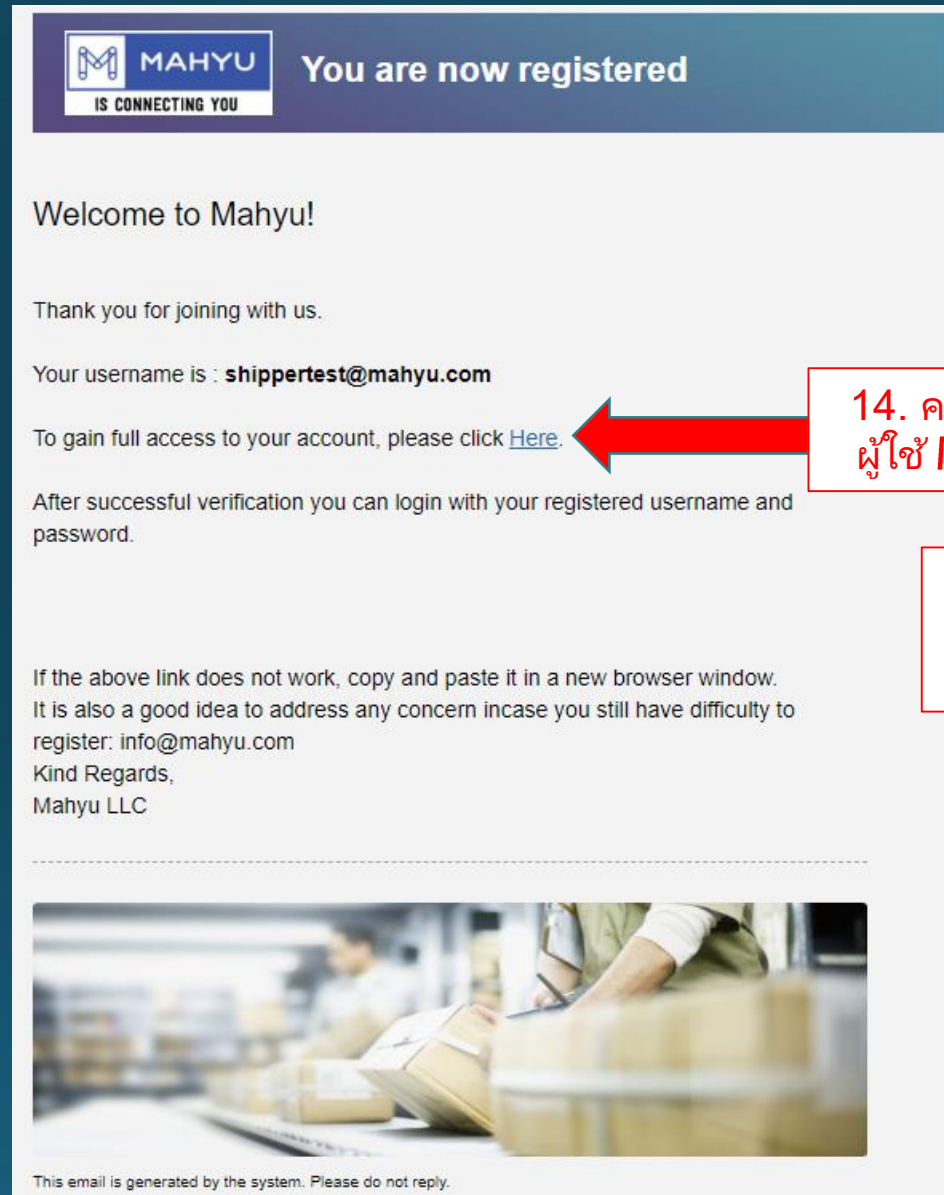 MAHYU
IS CONNECTING YOU
You are now registered
Welcome to Mahyu!
Thank you for joining with us.
Your username is : shippertest@mahyu.com
To gain full access to your account, please click Here.
14. ค
ผู้ใช้
After successful verification you can login with your registered username and
password.
If the above link does not work, copy and paste it in a new browser window.
It is also a good idea to address any concern incase you still have difficulty to
register: info@mahyu.com
Kind Regards,
Mahyu LLC
This email is generated by the system. Please do not reply.